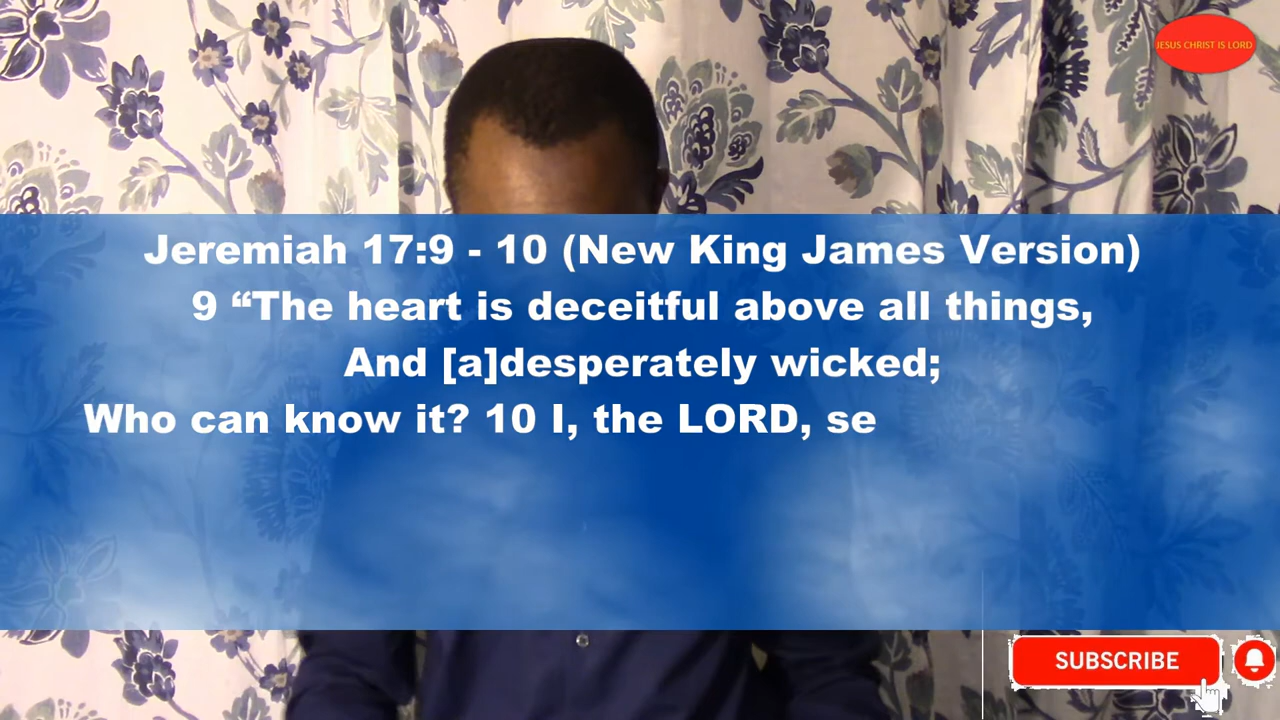 JESUS CHRIST IS LORD
Jeremiah 17:9 - 10 (New King James Version)
9 “The heart is deceitful above all things,
And [a]desperately wicked;
Who can know it? 10 I, the LORD, se
SUBSCRIBE